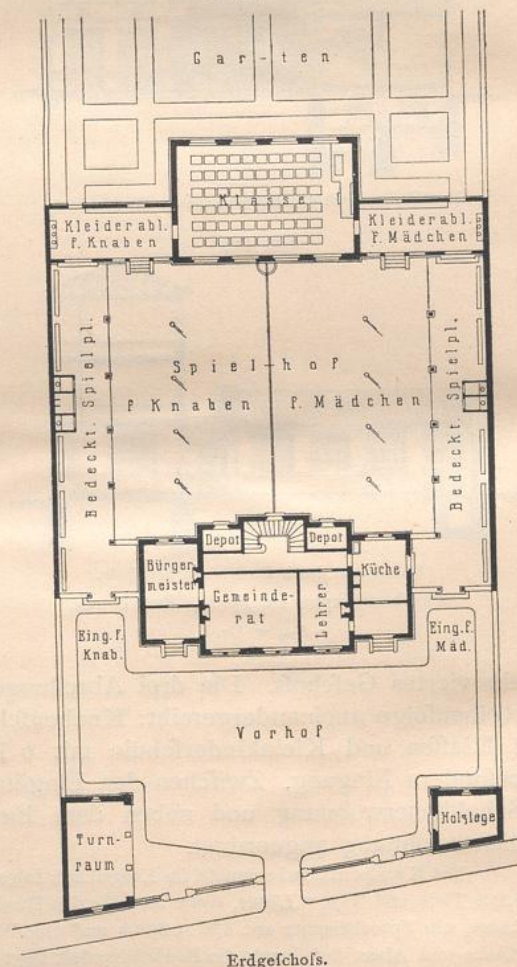 Gar-ten
Klasse
Kleiderabl.
f. Knaben
Kleiderabl.
f. Mädchen
Bedeckt. Spielpl.
Spiel-hof
f. Knaben
f. Mädchen
Bedeckt. Spielpl.
Depot
Depot
Bürger
meister
Gemeinde-
rat
Lehrer
Küche
Eing. f.
Knab.
Eing. f.
Mäd.
Vorhof
Turn-
raum
Holzlege
Erdgeſchoſs.